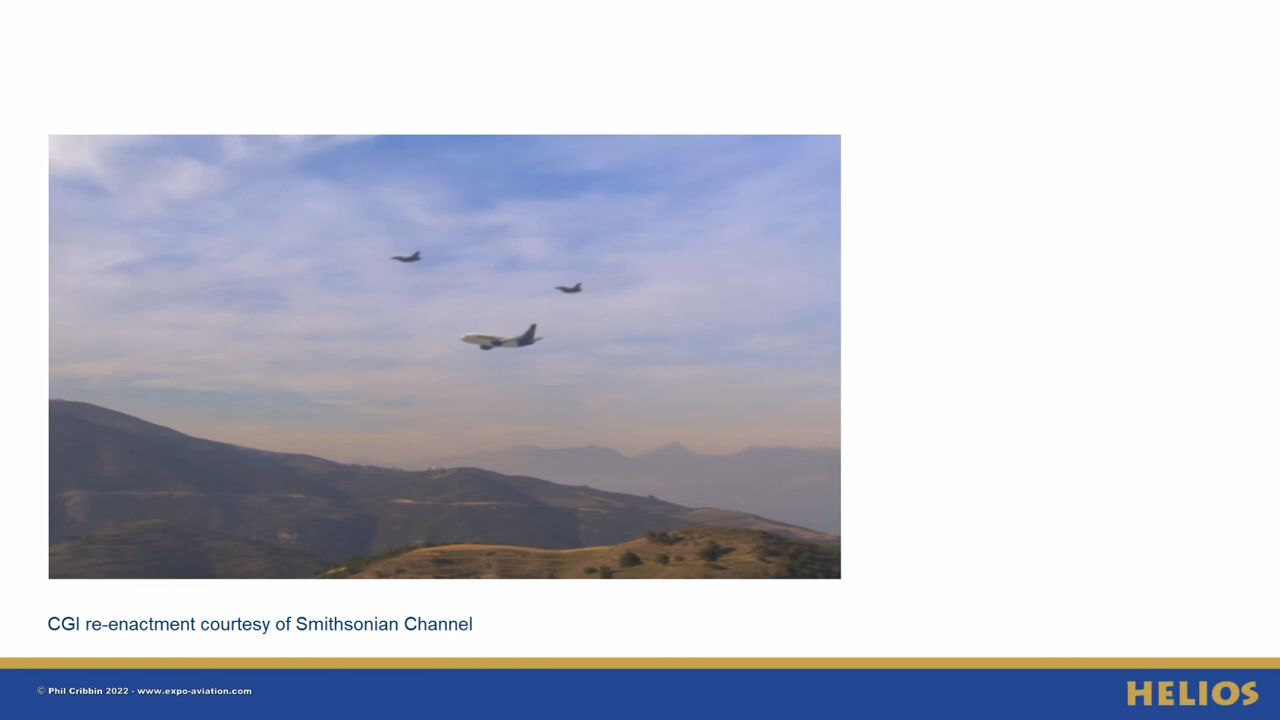 CGI re-enactment courtesy of Smithsonian Channel
© Phil Cribbin 2022 - www.expo-aviation.com
HELIOS